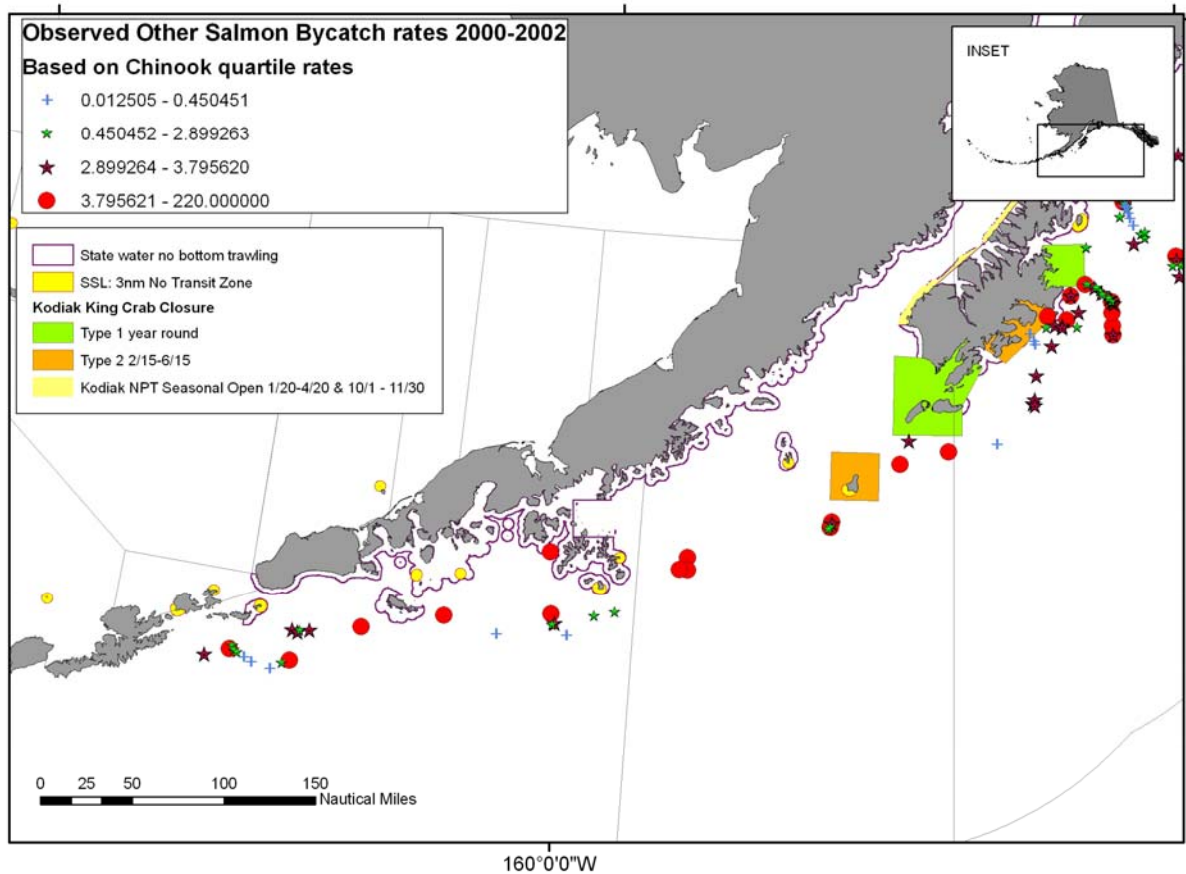 Observed Other Salmon Bycatch rates 2000-2002
Based on Chinook quartile rates
0.012505 - 0.450451
0.450452 - 2.899263
2.899264 - 3.795620
3.795621 - 220.000000
INSET
State water no bottom trawling
SSL: 3nm No Transit Zone
Kodiak King Crab Closure
Type 1 year round
Type 2 2/15-6/15
Kodiak NPT Seasonal Open 1/20-4/20 & 10/1 - 11/30
0 25 50 100 150
Nautical Miles
160°0'0"W